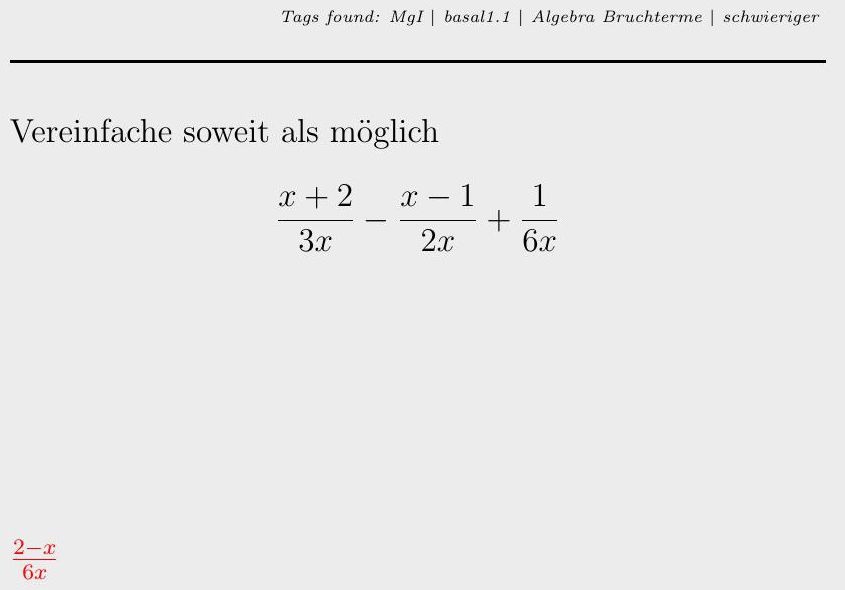 Tags found: MgI | basal1.1 | Algebra Bruchterme | schwieriger
Vereinfache soweit als möglich
\frac{x+2}{3x} - \frac{x-1}{2x} + \frac{1}{6x}
\frac{2-x}{6x}